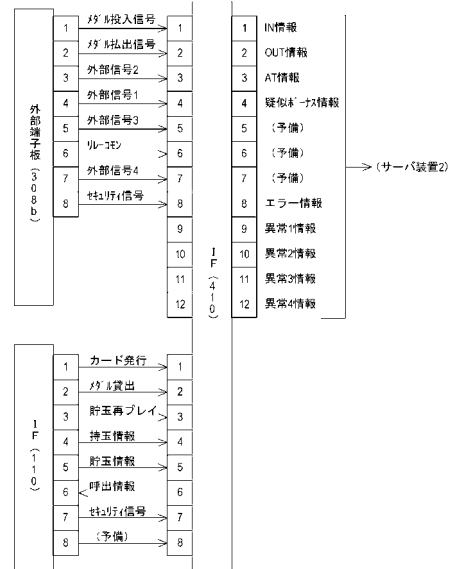 外部端子板(308b)
1 メダル投入信号 1
2 メダル払出信号 2
3 外部信号2 3
4 外部信号1 4
5 外部信号3 5
6 リレーコモン 6
7 外部信号4 7
8 セキュリティ信号 8
9
10
11
12
IF(410)
1 IN情報
2 OUT情報
3 AT情報
4 疑似ボーナス情報
5 (予備)
6 (予備)
7 (予備)
8 エラー情報
9 異常1情報
10 異常2情報
11 異常3情報
12 異常4情報
(サーバ装置2)
IF(110)
1 カード発行 1
2 メダル貸出 2
3 貯玉再プレイ 3
4 持玉情報 4
5 貯玉情報 5
6 呼出情報 6
7 セキュリティ信号 7
8 (予備) 8